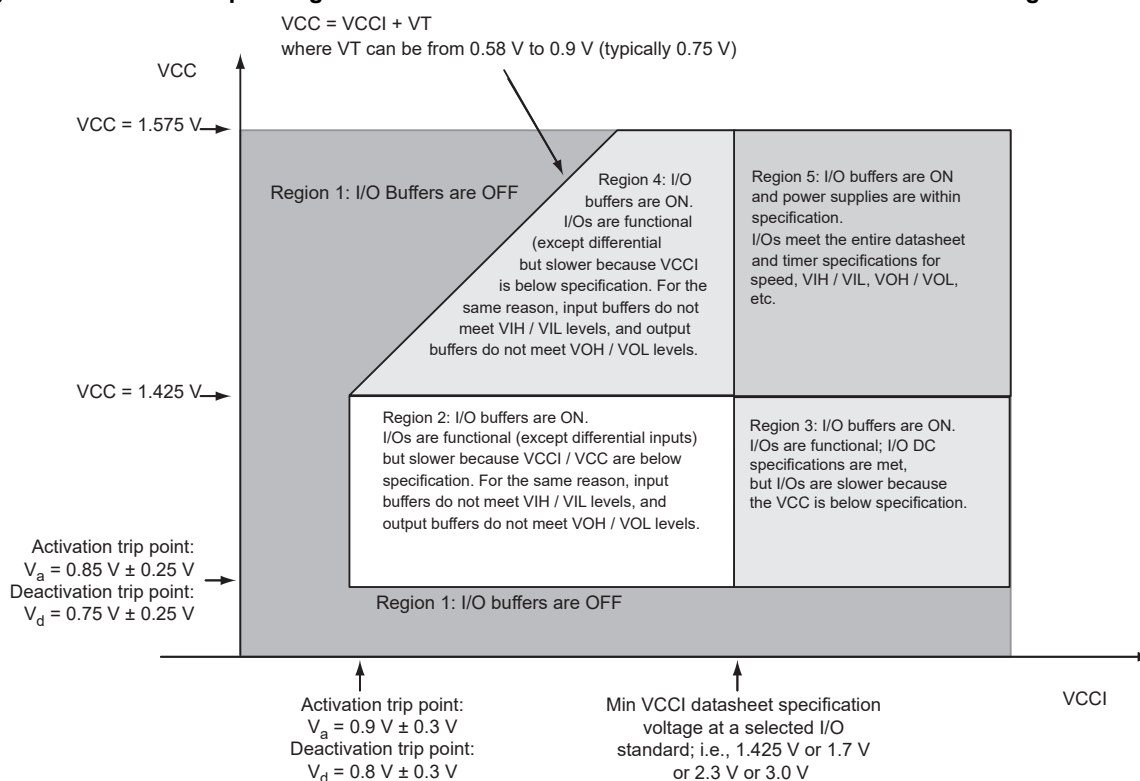 VCC = VCCI + VT
where VT can be from 0.58 V to 0.9 V (typically 0.75 V)
VCC
VCC = 1.575 V
Region 1: I/O Buffers are OFF
Region 4: I/O
buffers are ON.
I/Os are functional
(except differential
but slower because VCCI
is below specification. For the
same reason, input buffers do not
meet VIH / VIL levels, and output
buffers do not meet VOH / VOL levels.
Region 5: I/O buffers are ON
and power supplies are within
specification.
I/Os meet the entire datasheet
and timer specifications for
speed, VIH / VIL, VOH / VOL,
etc.
VCC = 1.425 V
Region 2: I/O buffers are ON.
I/Os are functional (except differential inputs)
but slower because VCCI / VCC are below
specification. For the same reason, input
buffers do not meet VIH / VIL levels, and
output buffers do not meet VOH / VOL levels.
Region 3: I/O buffers are ON.
I/Os are functional; I/O DC
specifications are met,
but I/Os are slower because
the VCC is below specification.
Activation trip point:
Va = 0.85 V ± 0.25 V
Deactivation trip point:
Vd = 0.75 V ± 0.25 V
Region 1: I/O buffers are OFF
Activation trip point:
Va = 0.9 V ± 0.3 V
Deactivation trip point:
Vd = 0.8 V ± 0.3 V
Min VCCI datasheet specification
voltage at a selected I/O
standard; i.e., 1.425 V or 1.7 V
or 2.3 V or 3.0 V
VCCI